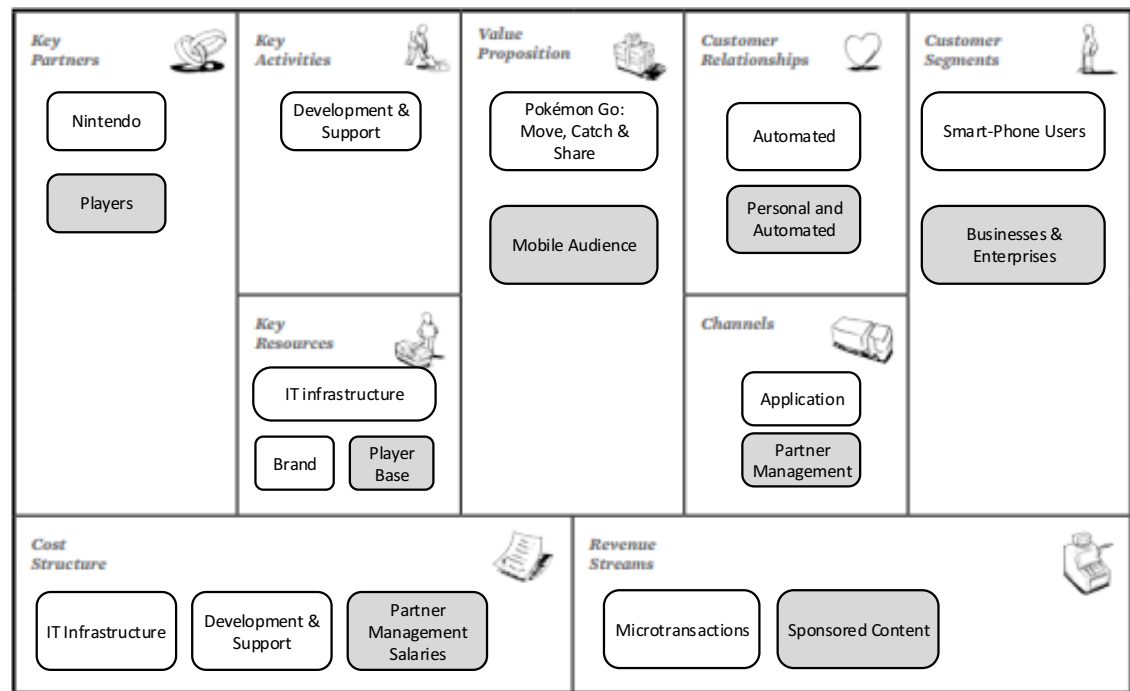 Key
Partners
Nintendo
Players
Key
Activities
Development &
Support
Key
Resources
IT infrastructure
Brand
Player
Base
Value
Proposition
Pokémon Go:
Move, Catch &
Share
Mobile Audience
Customer
Relationships
Automated
Personal and
Automated
Channels
Application
Partner
Management
Customer
Segments
Smart-Phone Users
Businesses &
Enterprises
Cost
Structure
IT Infrastructure
Development &
Support
Partner
Management
Salaries
Revenue
Streams
Microtransactions
Sponsored Content